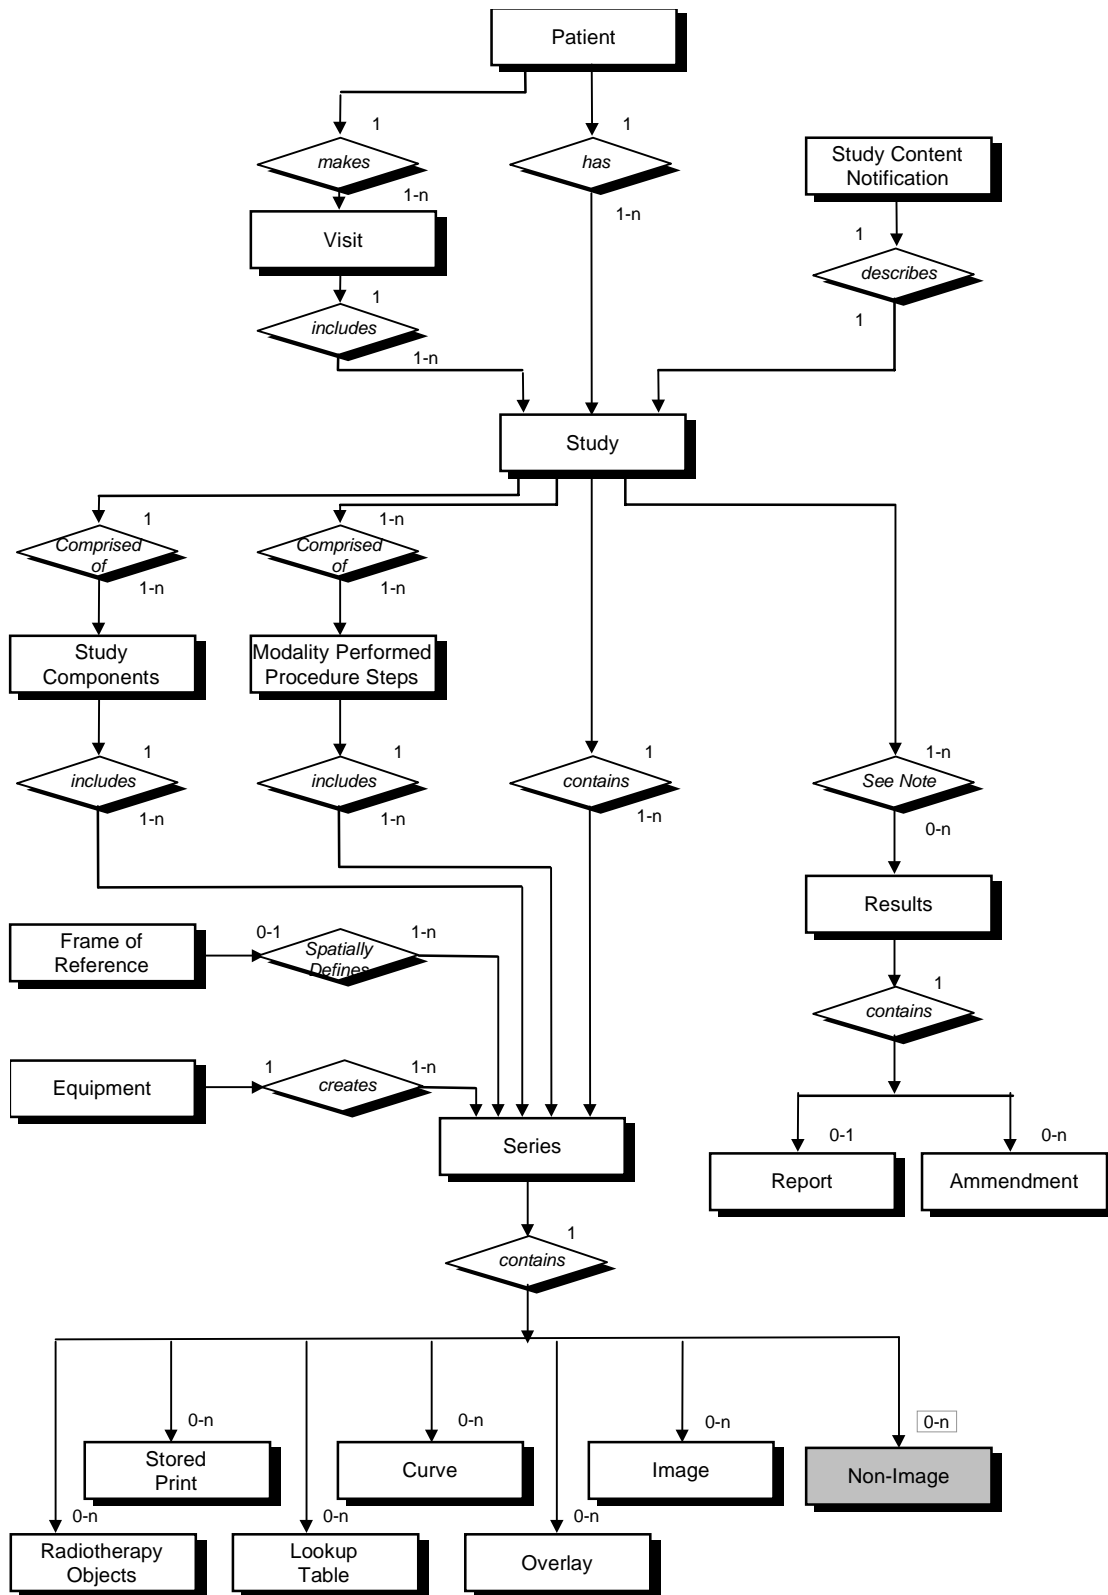 Patient
1
1
makes
has
Study Content
Notification
1-n
1-n
Visit
1
describes
1
includes
1
1-n
Study
1
1-n
Comprised
of
Comprised
of
1-n
1-n
Study
Components
Modality Performed
Procedure Steps
1
1
1
1-n
includes
includes
contains
See Note
1-n
1-n
1-n
0-n
Results
Frame of
Reference
0-1
Spatially
Defines
1-n
1
contains
Equipment
1
creates
1-n
Series
0-1
0-n
Report
Ammendment
1
contains
0-n
0-n
0-n
0-n
Stored
Print
Curve
Image
Non-Image
0-n
0-n
0-n
Radiotherapy
Objects
Lookup
Table
Overlay